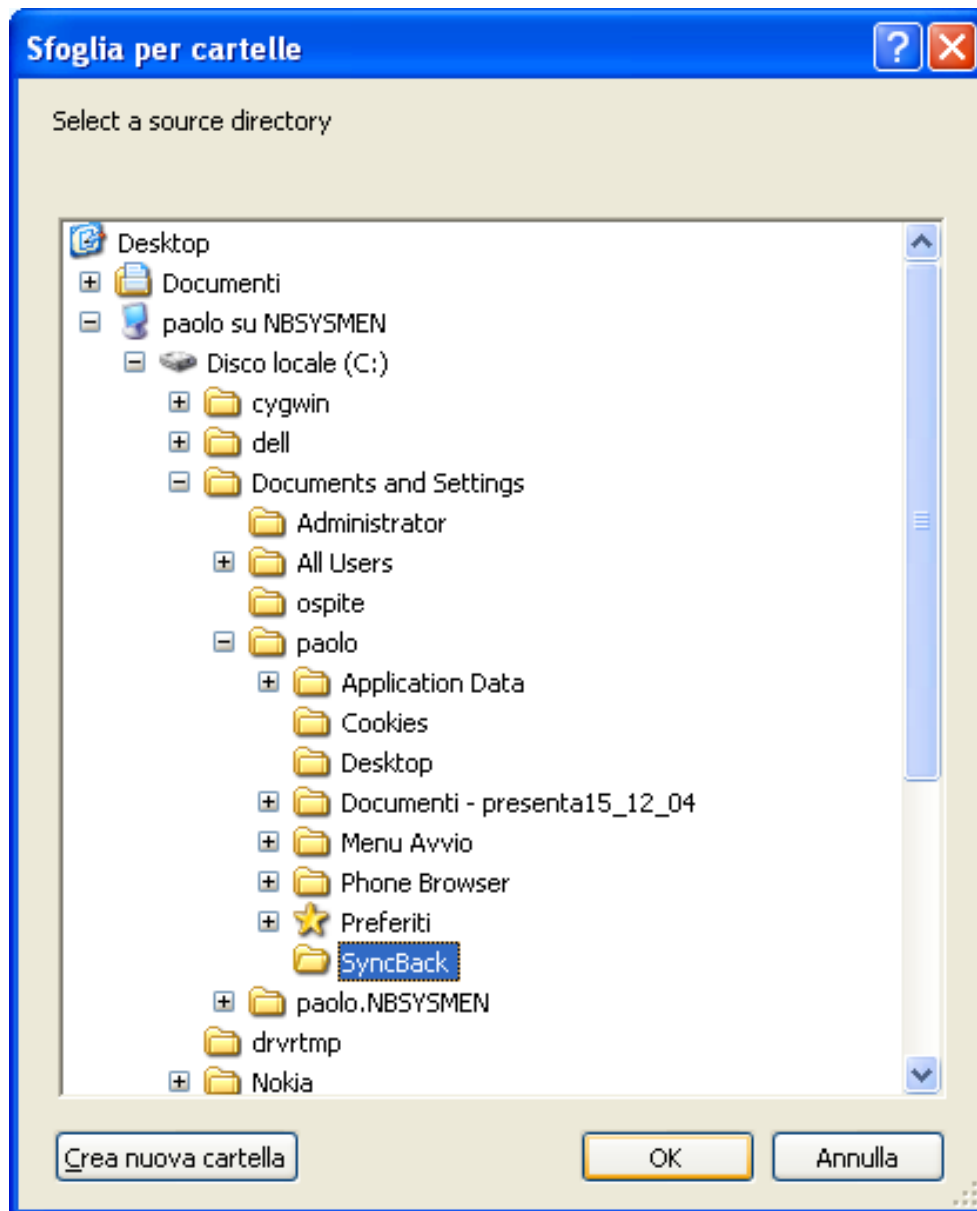 Sfoglia per cartelle
Select a source directory
Desktop
Documenti
paolo su NBSYSMEN
Disco locale (C:)
cygwin
dell
Documents and Settings
Administrator
All Users
ospite
paolo
Application Data
Cookies
Desktop
Documenti - presenta15_12_04
Menu Avvio
Phone Browser
Preferiti
SyncBack
paolo.NBSYSMEN
drvrtmp
Nokia
Crea nuova cartella OK Annulla